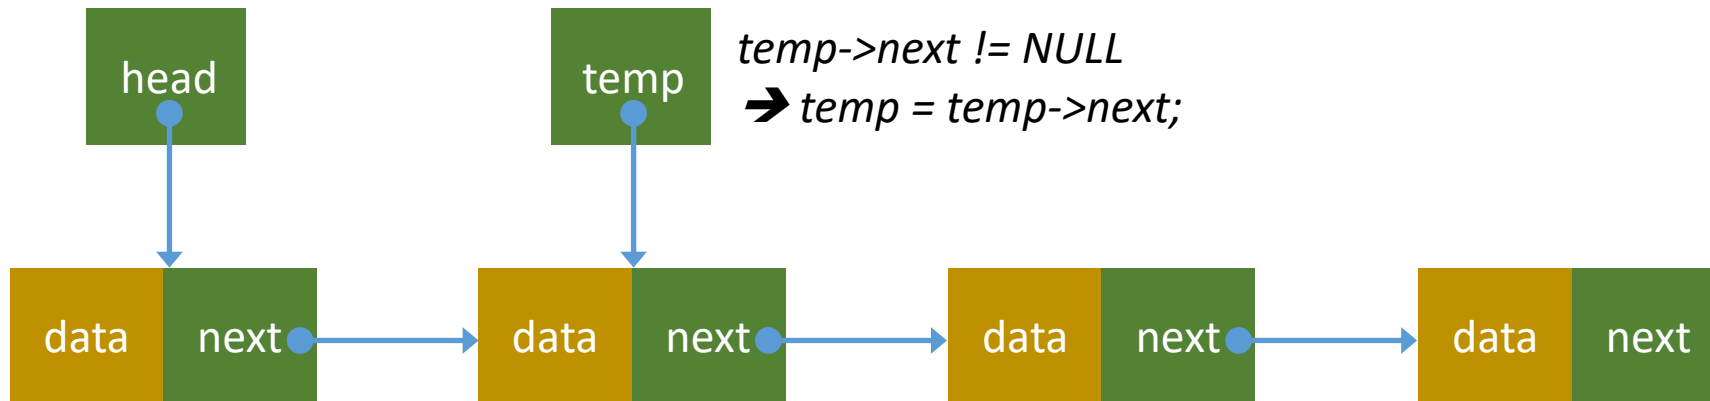 head
temp
temp->next != NULL
➔ temp = temp->next;
data next data next data next data next